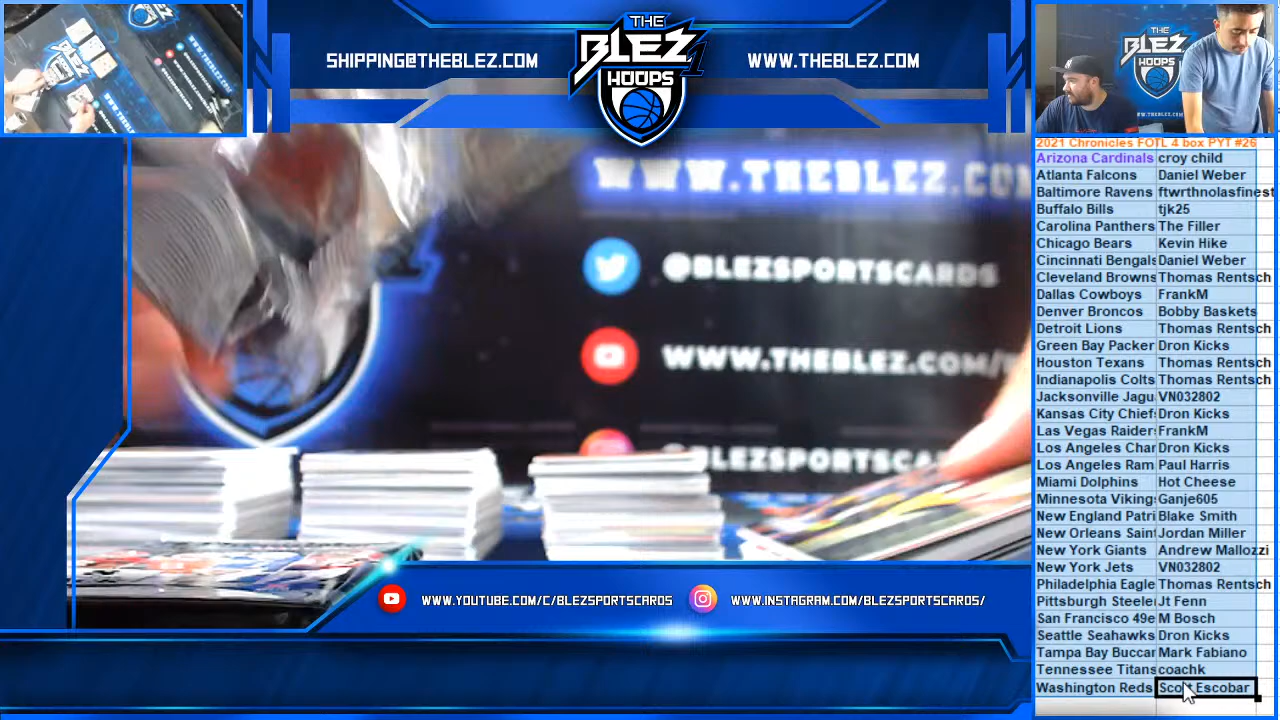 THE
BLEZ
HOOPS
SHIPPING@THEBLEZ.COM
WWW.THEBLEZ.COM
WWW.THEBLEZ.COM
@BLEZSPORTSCARDS
WWW.THEBLEZ.COM/
@BLEZSPORTSCA
WWW.YOUTUBE.COM/C/BLEZSPORTSCARDS
WWW.INSTAGRAM.COM/BLEZSPORTSCARDS/
THE
BLEZ
HOOPS
2021 Chronicles FOTL 4 box PYT #26
Arizona Cardinals croy child
Atlanta Falcons Daniel Weber
Baltimore Ravens ftwrthnolasfinest
Buffalo Bills tjk25
Carolina Panthers The Filler
Chicago Bears Kevin Hike
Cincinnati Bengals Daniel Weber
Cleveland Browns Thomas Rentsch
Dallas Cowboys FrankM
Denver Broncos Bobby Baskets
Detroit Lions Thomas Rentsch
Green Bay Packer Dron Kicks
Houston Texans Thomas Rentsch
Indianapolis Colts Thomas Rentsch
Jacksonville Jagu VN032802
Kansas City Chiefs Dron Kicks
Las Vegas Raiders FrankM
Los Angeles Char Dron Kicks
Los Angeles Ram Paul Harris
Miami Dolphins Hot Cheese
Minnesota Vikings Ganje605
New England Patri Blake Smith
New Orleans Saint Jordan Miller
New York Giants Andrew Mallozzi
New York Jets VN032802
Philadelphia Eagle Thomas Rentsch
Pittsburgh Steeler Jt Fenn
San Francisco 49e M Bosch
Seattle Seahawks Dron Kicks
Tampa Bay Buccar Mark Fabiano
Tennessee Titans coachk
Washington Reds Scott Escobar